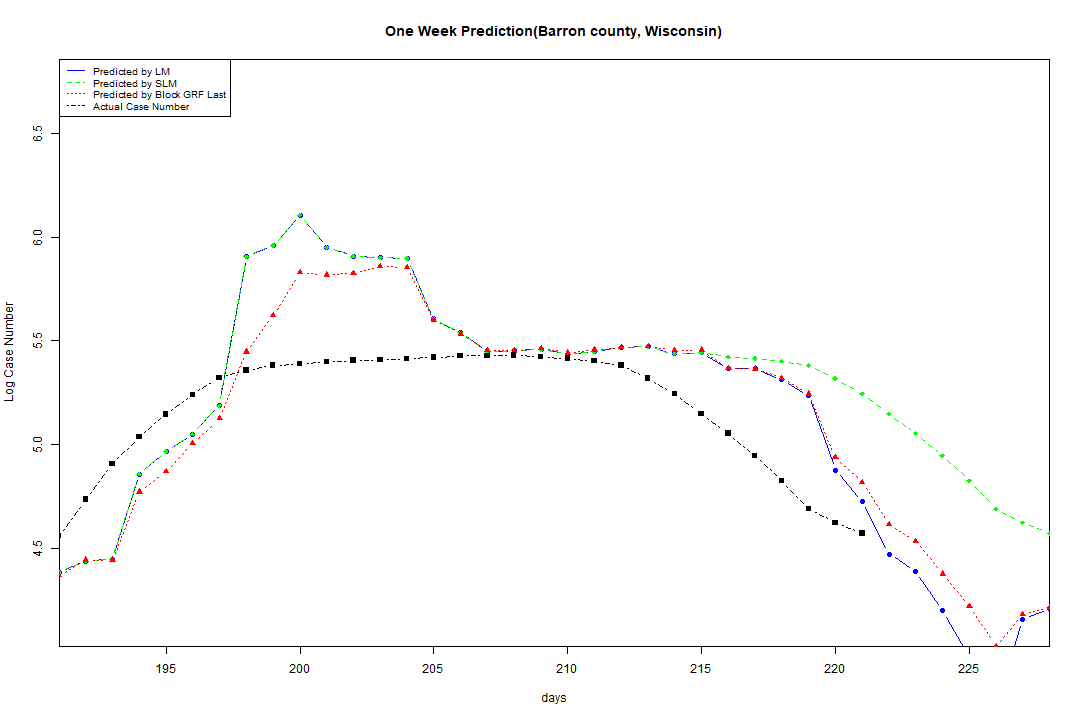 One Week Prediction(Barron county, Wisconsin)
Predicted by LM
Predicted by SLM
Predicted by Block GRF Last
Actual Case Number
6.5
6.0
5.5
5.0
4.5
Log Case Number
195 200 205 210 215 220 225
days